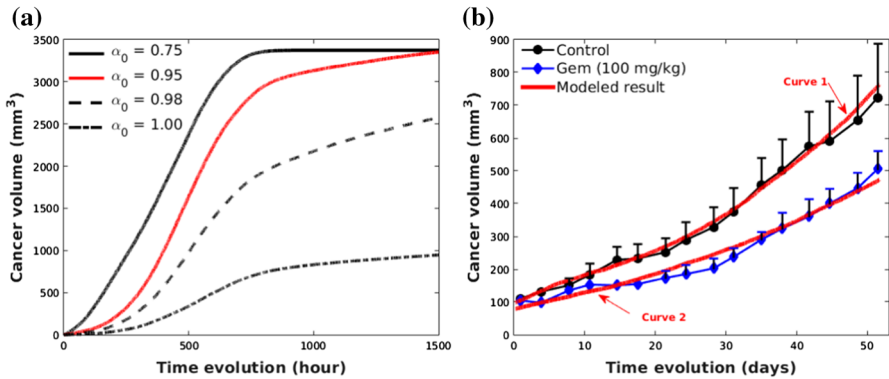 (a)
Cancer volume (mm³)
3500
3000
2500
2000
1500
1000
500
0
α₀ = 0.75
α₀ = 0.95
α₀ = 0.98
α₀ = 1.00
0 500 1000 1500
Time evolution (hour)
(b)
Cancer volume (mm³)
900
800
700
600
500
400
300
200
100
0
Control
Gem (100 mg/kg)
Modeled result
Curve 1
Curve 2
0 10 20 30 40 50
Time evolution (days)